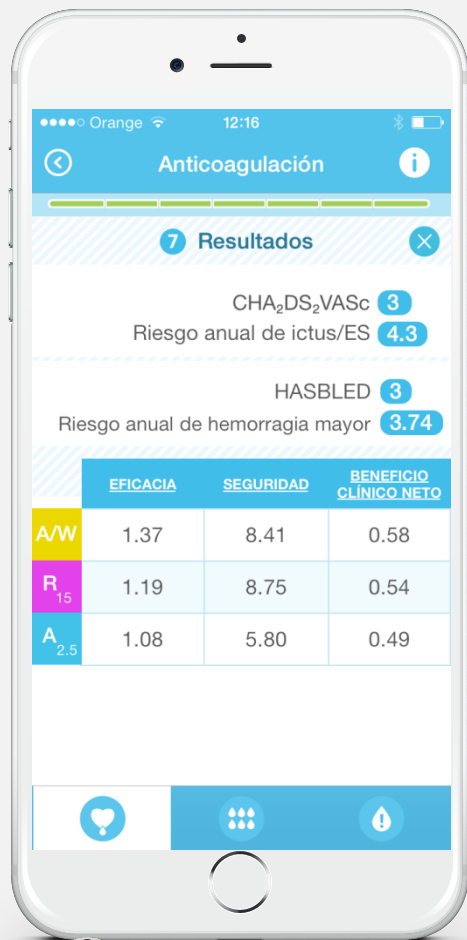 Orange 12:16
Anticoagulación i
7 Resultados
CHA₂DS₂VASc 3
Riesgo anual de ictus/ES 4.3
HASBLED 3
Riesgo anual de hemorragia mayor 3.74
EFICACIA SEGURIDAD BENEFICIO CLÍNICO NETO
A/W 1.37 8.41 0.58
R 15 1.19 8.75 0.54
A 2.5 1.08 5.80 0.49